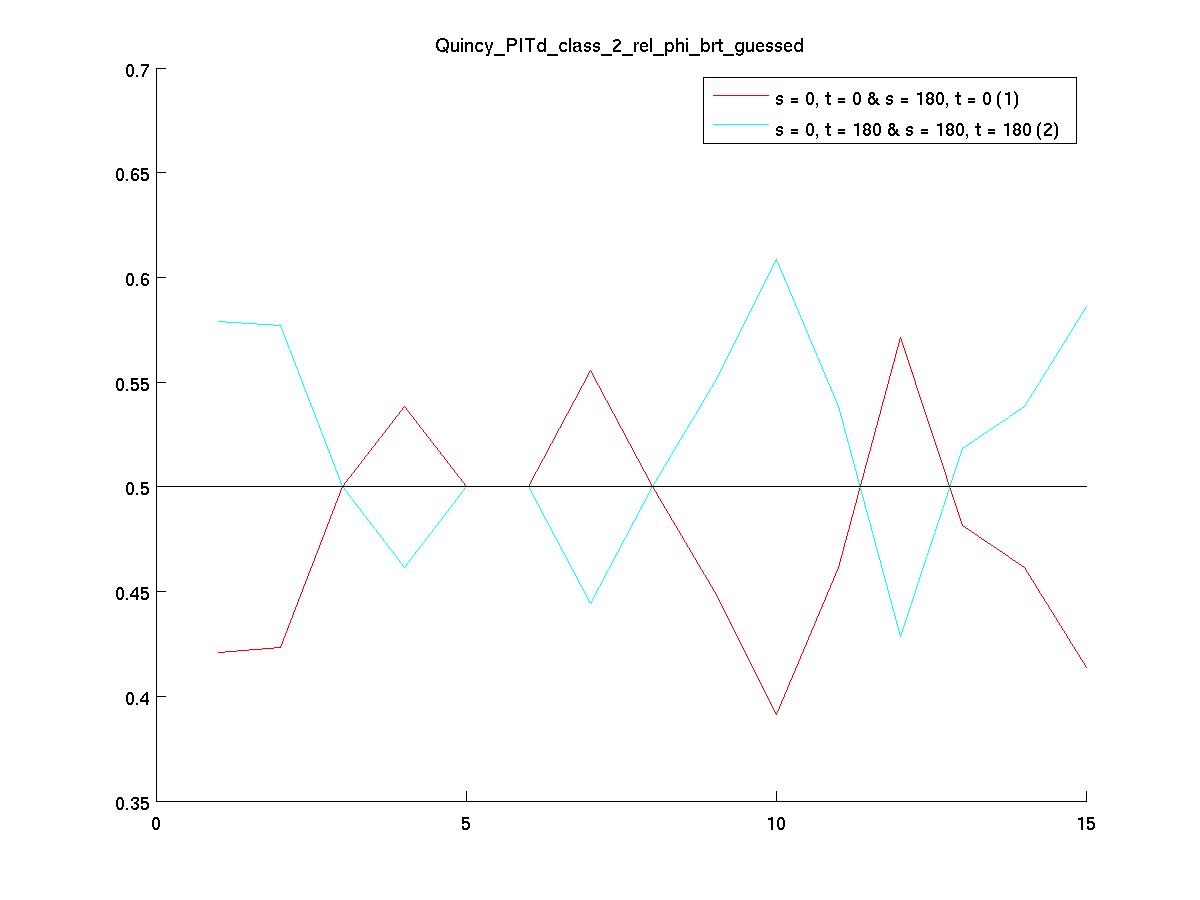 Quincy_PITd_class_2_rel_phi_brt_guessed
s = 0, t = 0 & s = 180, t = 0 (1)
s = 0, t = 180 & s = 180, t = 180 (2)
0.7
0.65
0.6
0.55
0.5
0.45
0.4
0.35
0 5 10 15